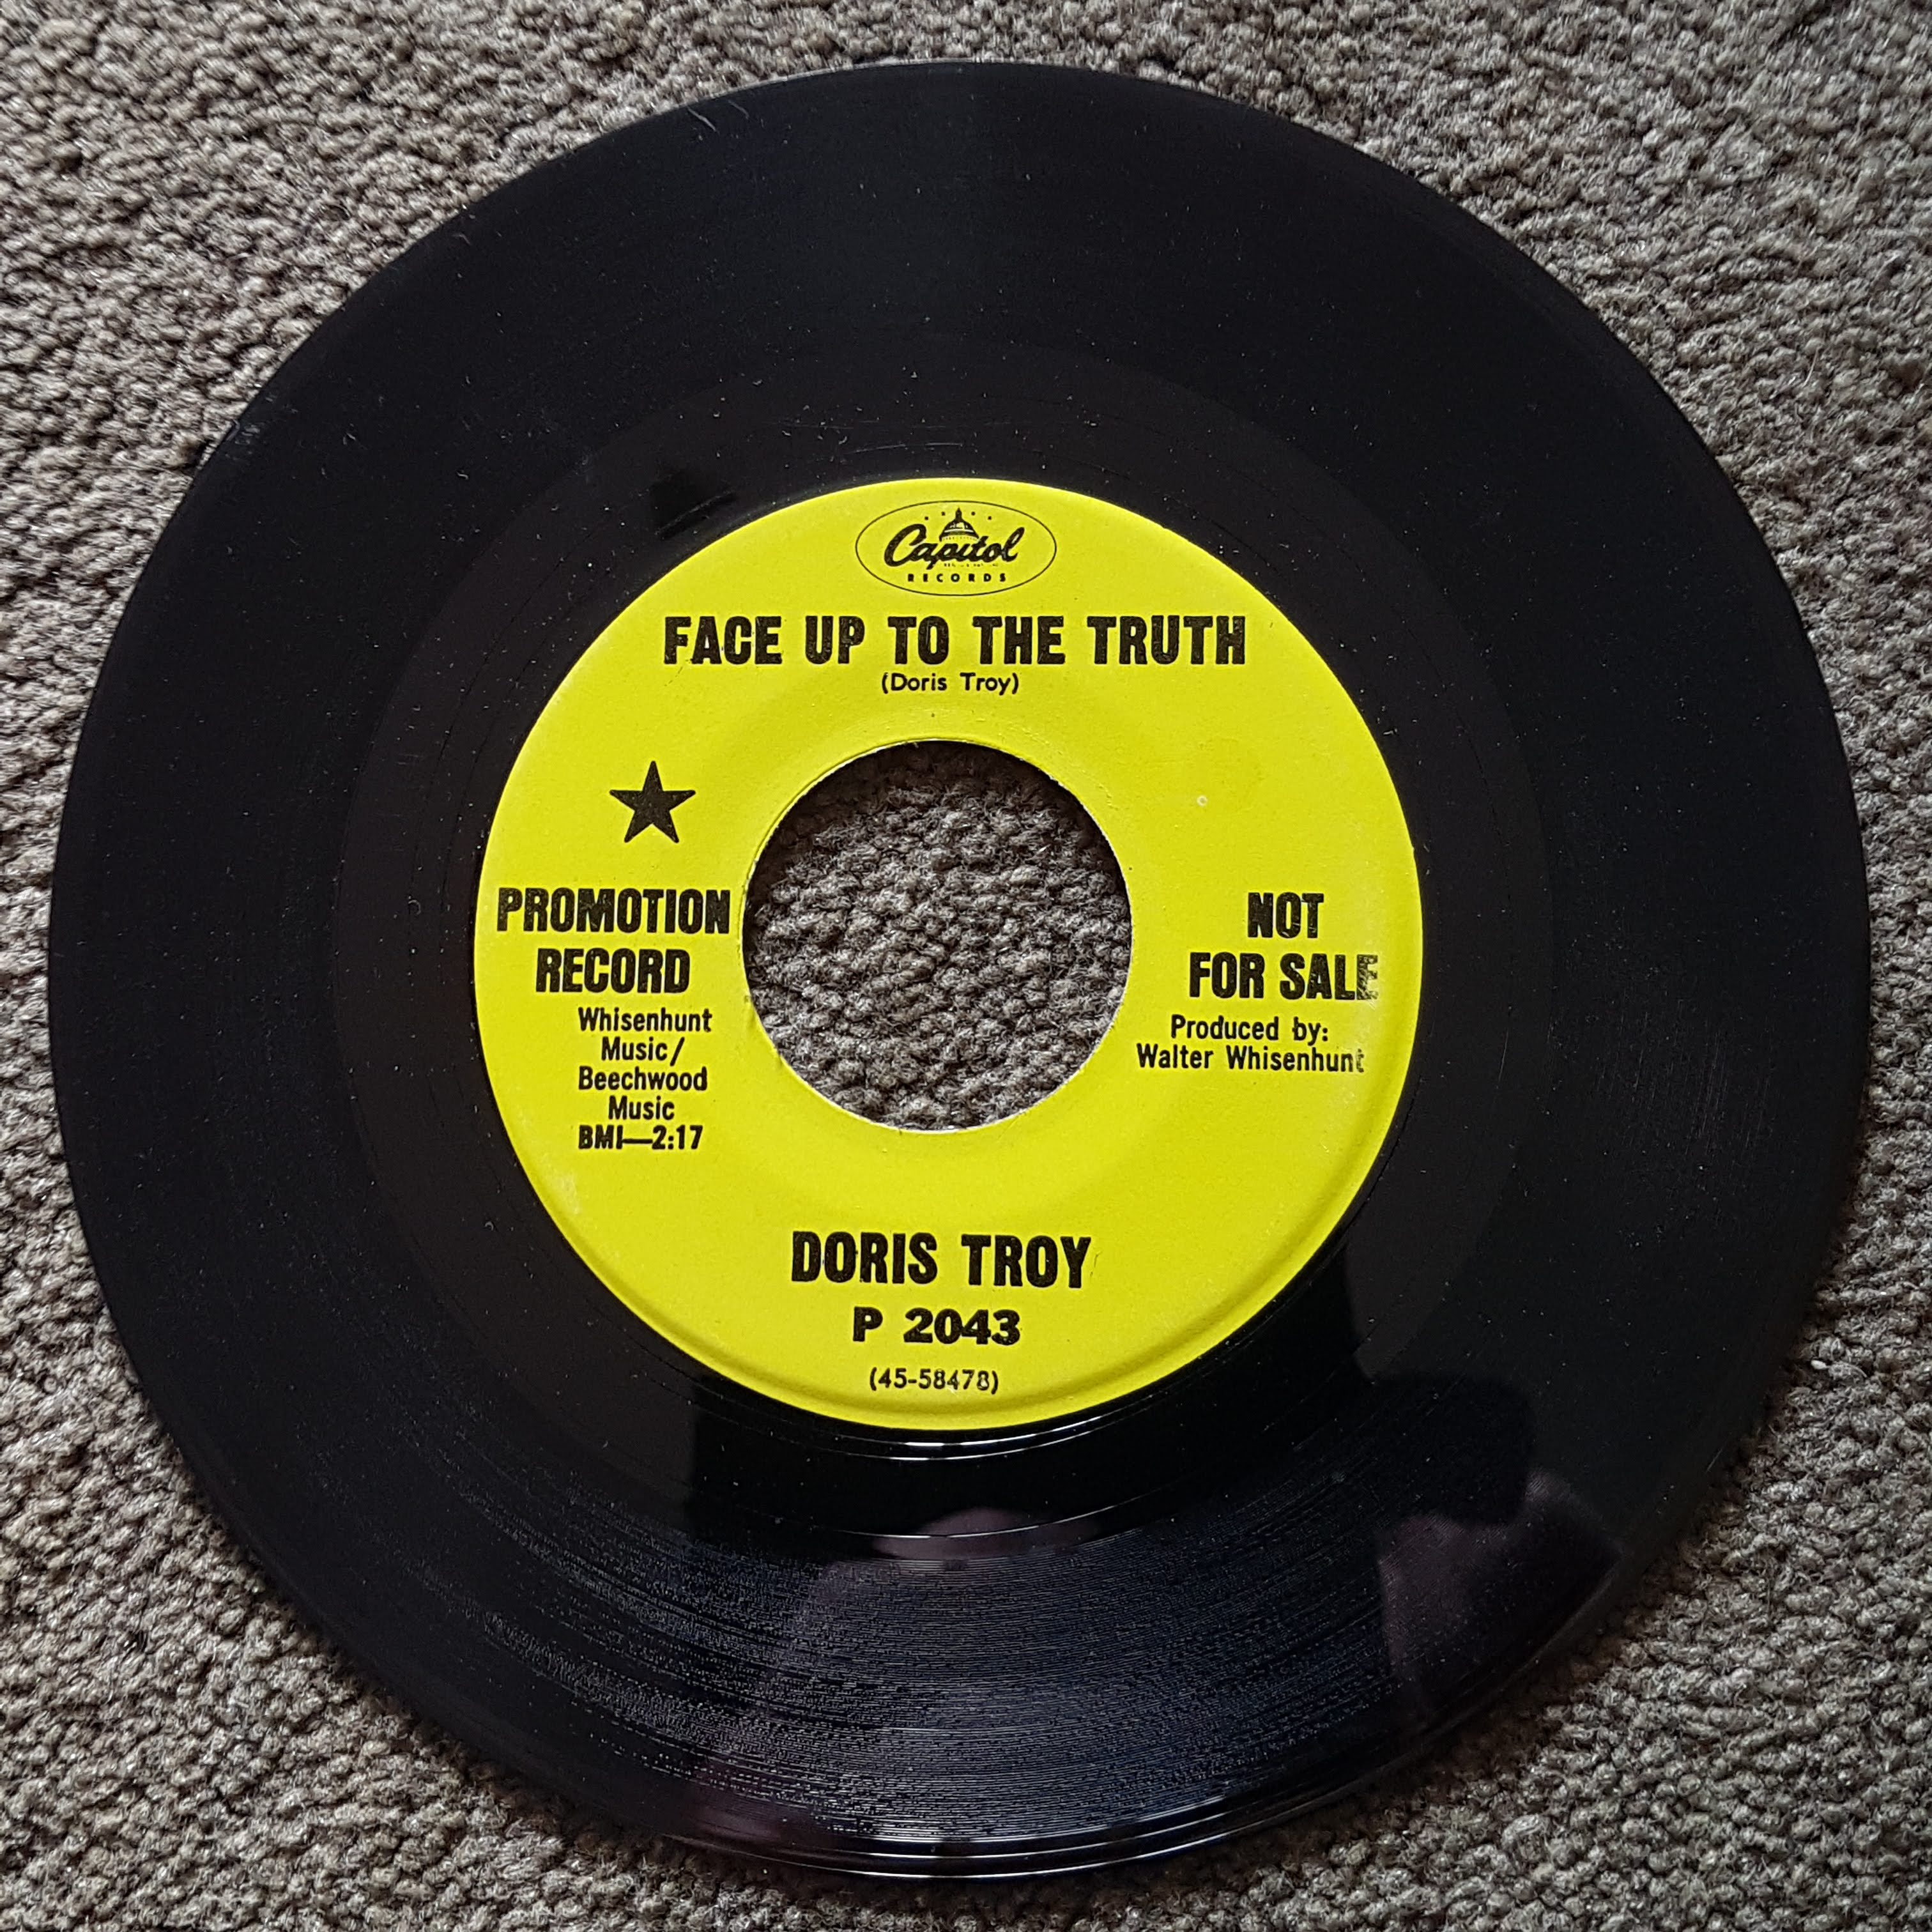 Capitol
RECORDS
FACE UP TO THE TRUTH
(Doris Troy)
PROMOTION
RECORD
Whisenhunt
Music/
Beechwood
Music
BMI—2:17
NOT
FOR SALE
Produced by:
Walter Whisenhunt
DORIS TROY
P 2043
(45-58478)